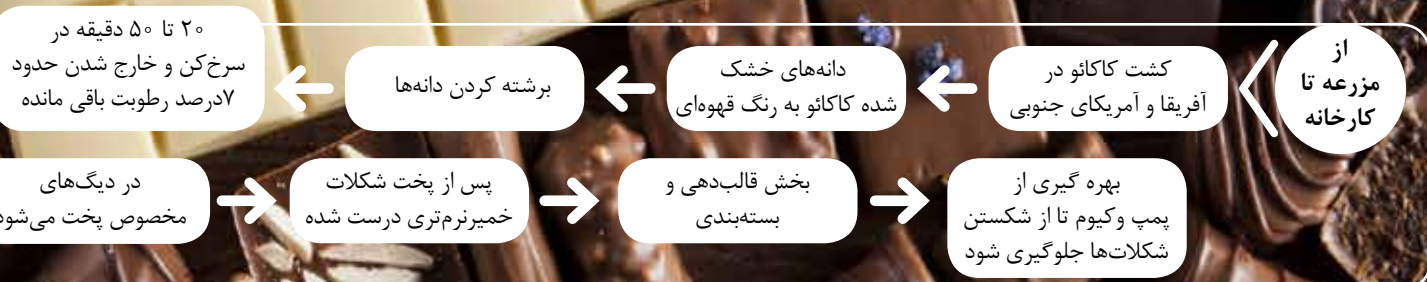 از
مزرعه تا
کارخانه
کشت کاکائو در
آفریقا و آمریکای جنوبی
دانه‌های خشک
شده کاکائو به رنگ قهوه‌ای
برشته کردن دانه‌ها
۲۰ تا ۵۰ دقیقه در
سرخ‌کن و خارج شدن حدود
۷درصد رطوبت باقی مانده
در دیگ‌های
مخصوص پخت می‌شود
پس از پخت شکلات
خمیرنرم‌تری درست شده
بخش قالب‌دهی و
بسته‌بندی
بهره گیری از
پمپ وکیوم تا از شکستن
شکلات‌ها جلوگیری شود